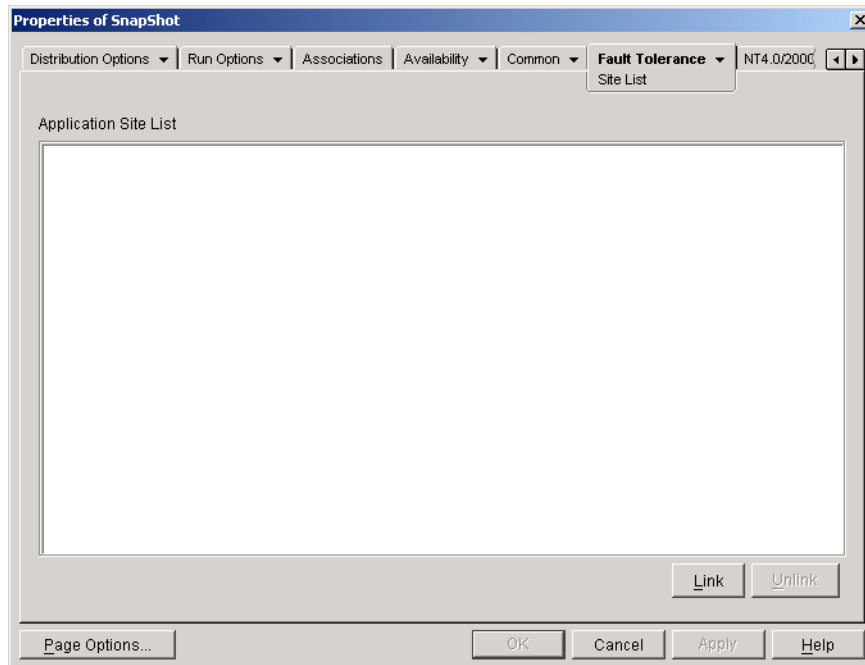 Properties of SnapShot
Distribution Options Run Options Associations Availability Common Fault Tolerance NT4.0/2000
Site List
Application Site List
Link Unlink
Page Options... OK Cancel Apply Help